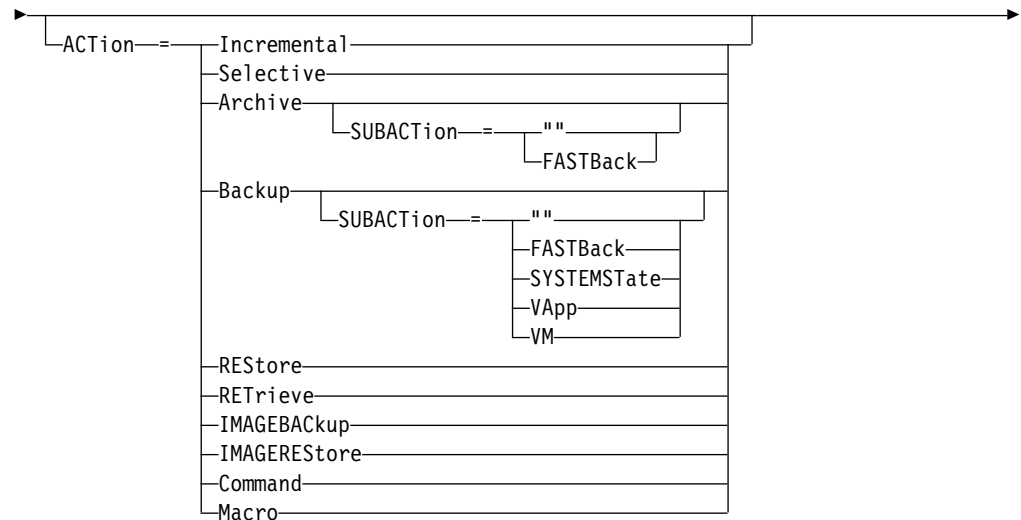 ACTion = Incremental
Selective
Archive
SUBACTion = ""
FASTBack
Backup
SUBACTion = ""
FASTBack
SYSTEMSTate
VApp
VM
REStore
RETrieve
IMAGEBACkup
IMAGEREStore
Command
Macro